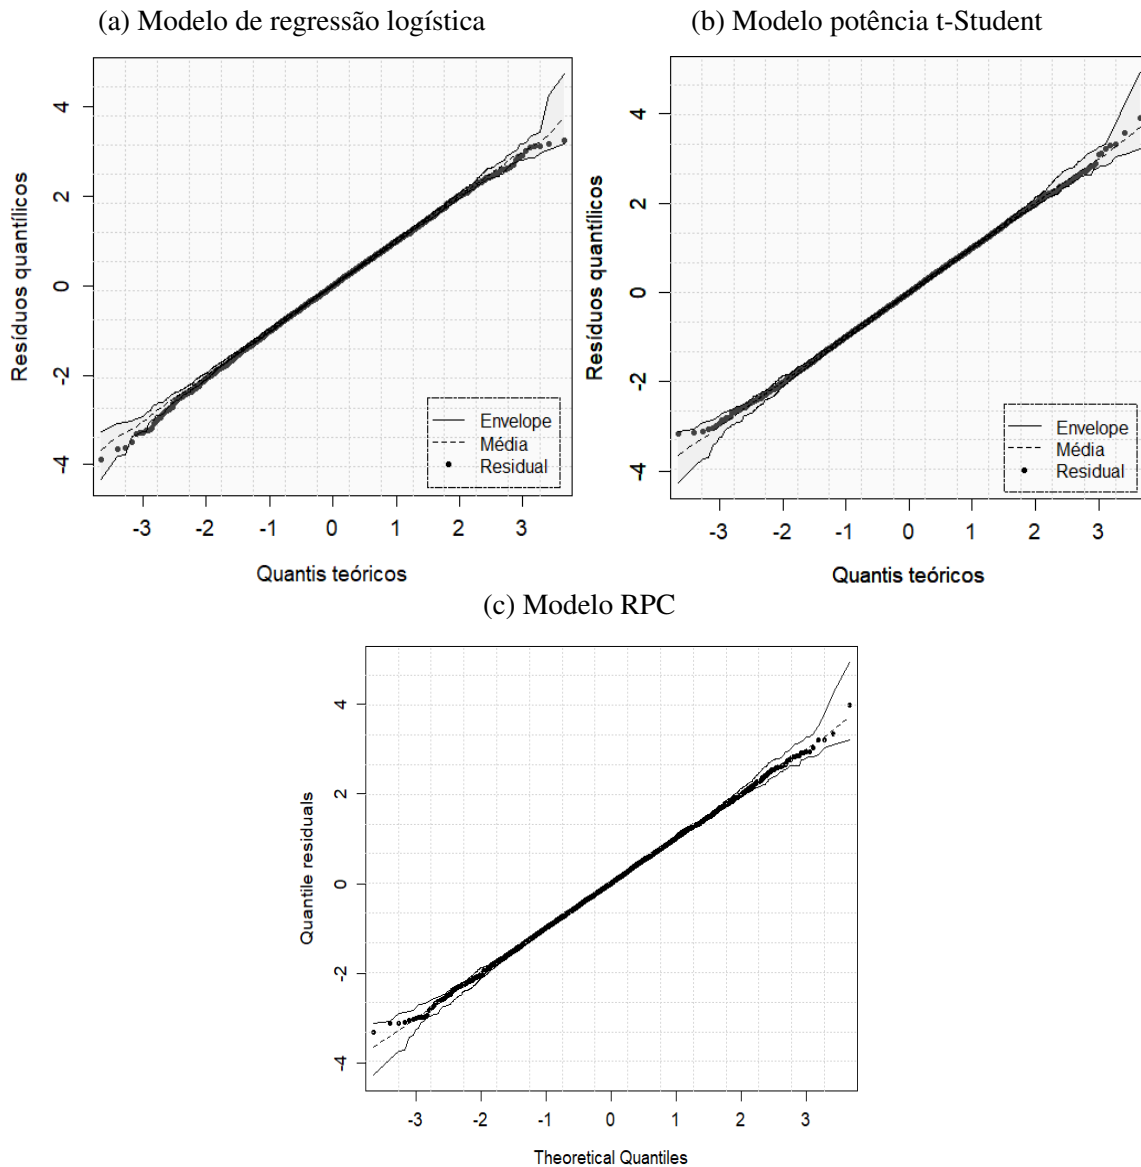 (a) Modelo de regressão logística
(b) Modelo potência t-Student
Resíduos quantílicos
4
2
0
-2
-4
Envelope
Média
Residual
-3 -2 -1 0 1 2 3
Quantis teóricos
Resíduos quantílicos
4
2
0
-2
-4
Envelope
Média
Residual
-3 -2 -1 0 1 2 3
Quantis teóricos
(c) Modelo RPC
Quantile residuals
4
2
0
-2
-4
-3 -2 -1 0 1 2 3
Theoretical Quantiles